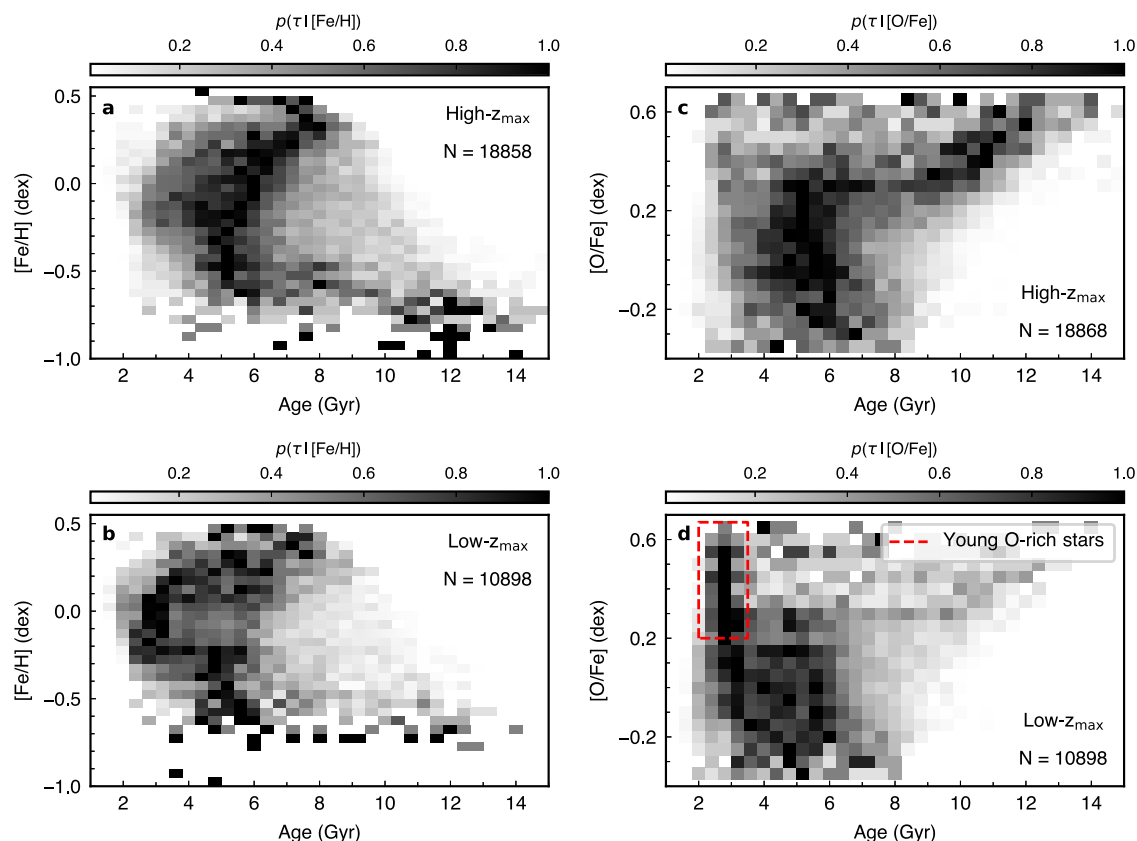 p(τ | [Fe/H])
0.2 0.4 0.6 0.8 1.0
a
High-z_max
N = 18858
0.5
0.0
−0.5
−1.0
[Fe/H] (dex)
2 4 6 8 10 12 14
Age (Gyr)
p(τ | [O/Fe])
0.2 0.4 0.6 0.8 1.0
c
High-z_max
N = 18868
0.6
0.2
−0.2
[O/Fe] (dex)
2 4 6 8 10 12 14
Age (Gyr)
p(τ | [Fe/H])
0.2 0.4 0.6 0.8 1.0
b
Low-z_max
N = 10898
0.5
0.0
−0.5
−1.0
[Fe/H] (dex)
2 4 6 8 10 12 14
Age (Gyr)
p(τ | [O/Fe])
0.2 0.4 0.6 0.8 1.0
d
Young O-rich stars
Low-z_max
N = 10898
0.6
0.2
−0.2
[O/Fe] (dex)
2 4 6 8 10 12 14
Age (Gyr)